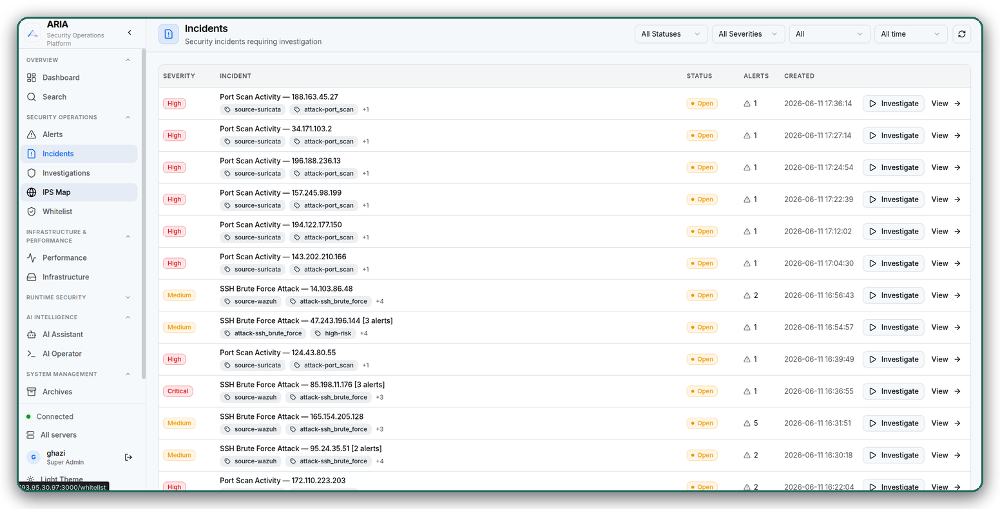 ARIA
Security Operations
Platform
OVERVIEW
Dashboard
Search
SECURITY OPERATIONS
Alerts
Incidents
Investigations
IPS Map
Whitelist
INFRASTRUCTURE &
PERFORMANCE
Performance
Infrastructure
RUNTIME SECURITY
AI INTELLIGENCE
AI Assistant
AI Operator
SYSTEM MANAGEMENT
Archives
Connected
All servers
G ghazi
Super Admin
Light Theme
93.95.30.97:3000/whitelist
Incidents
Security incidents requiring investigation
All Statuses All Severities All All time
SEVERITY INCIDENT STATUS ALERTS CREATED
High Port Scan Activity — 188.163.45.27 Open 1 2026-06-11 17:36:14 Investigate View
source-suricata attack-port_scan +1
High Port Scan Activity — 34.171.103.2 Open 1 2026-06-11 17:27:14 Investigate View
source-suricata attack-port_scan +1
High Port Scan Activity — 196.188.236.13 Open 1 2026-06-11 17:24:54 Investigate View
source-suricata attack-port_scan +1
High Port Scan Activity — 157.245.98.199 Open 1 2026-06-11 17:22:39 Investigate View
source-suricata attack-port_scan +1
High Port Scan Activity — 194.122.177.150 Open 1 2026-06-11 17:12:02 Investigate View
source-suricata attack-port_scan +1
High Port Scan Activity — 143.202.210.166 Open 1 2026-06-11 17:04:30 Investigate View
source-suricata attack-port_scan +1
Medium SSH Brute Force Attack — 14.103.86.48 Open 2 2026-06-11 16:56:43 Investigate View
source-wazuh attack-ssh_brute_force +4
Medium SSH Brute Force Attack — 47.243.196.144 [3 alerts] Open 1 2026-06-11 16:54:57 Investigate View
attack-ssh_brute_force high-risk +4
High Port Scan Activity — 124.43.80.55 Open 1 2026-06-11 16:39:49 Investigate View
source-suricata attack-port_scan +1
Critical SSH Brute Force Attack — 85.198.11.176 [3 alerts] Open 1 2026-06-11 16:36:55 Investigate View
source-wazuh attack-ssh_brute_force +3
Medium SSH Brute Force Attack — 165.154.205.128 Open 5 2026-06-11 16:31:51 Investigate View
source-wazuh attack-ssh_brute_force +3
Medium SSH Brute Force Attack — 95.24.35.51 [2 alerts] Open 2 2026-06-11 16:30:18 Investigate View
source-wazuh attack-ssh_brute_force +4
High Port Scan Activity — 172.110.223.203 Open 2 2026-06-11 16:22:04 Investigate View